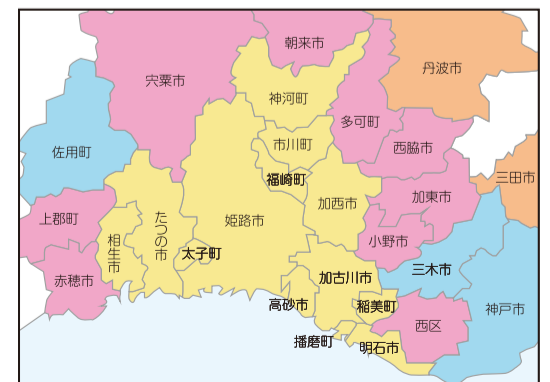 朝来市
宍粟市
丹波市
神河町
多可町
市川町
西脇市
佐用町
福崎町
三田市
加西市
加東市
上郡町
たつの市
姫路市
相生市
小野市
太子町
三木市
赤穂市
加古川市
高砂市
稲美町
神戸市
西区
播磨町
明石市